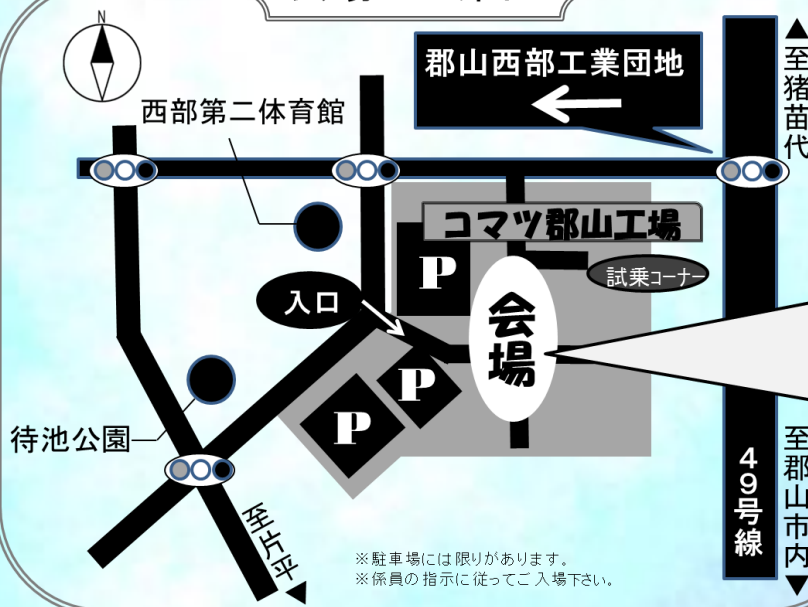 N
郡山西部工業団地
▲至猪苗代
西部第二体育館
コマツ郡山工場
P
試乗コーナー
入口
会場
P
P
待池公園
49号線
至郡山市内▼
至片平▼
※駐車場には限りがあります。
※係員の指示に従ってご入場下さい。